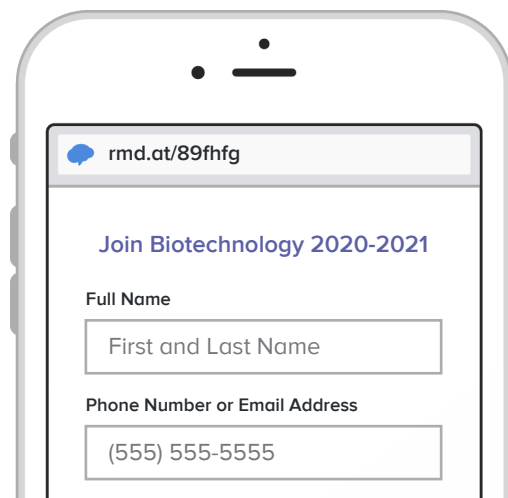 rmd.at/89fhfg
Join Biotechnology 2020-2021
Full Name
First and Last Name
Phone Number or Email Address
(555) 555-5555